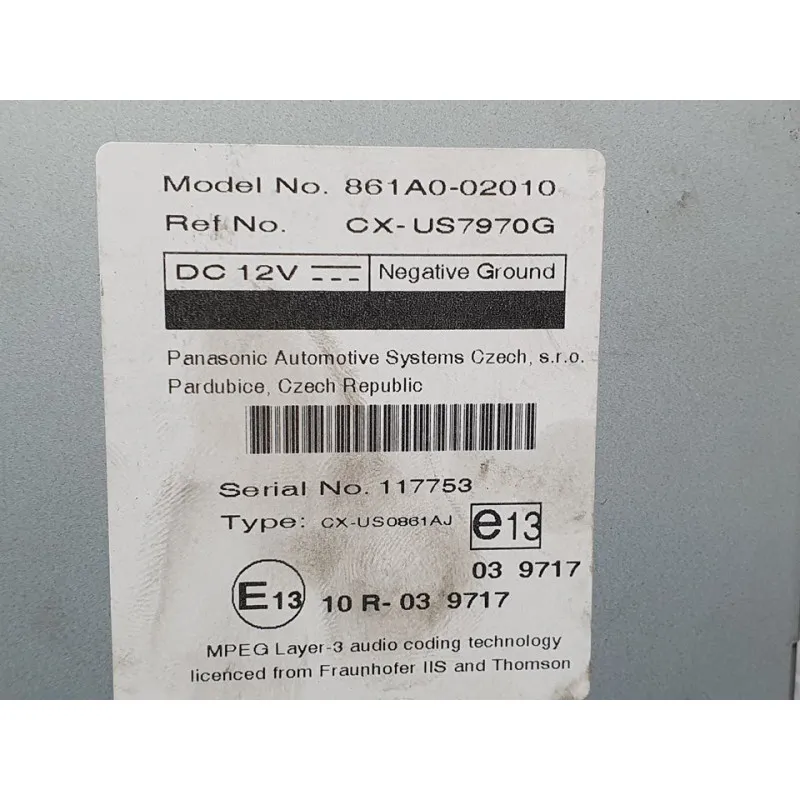 Model No. 861A0-02010
Ref No. CX-US7970G
DC 12V Negative Ground
Panasonic Automotive Systems Czech, s.r.o.
Pardubice, Czech Republic
Serial No. 117753
Type: CX-US0861AJ e13
03 9717
E13 10 R- 03 9717
MPEG Layer-3 audio coding technology
licenced from Fraunhofer IIS and Thomson